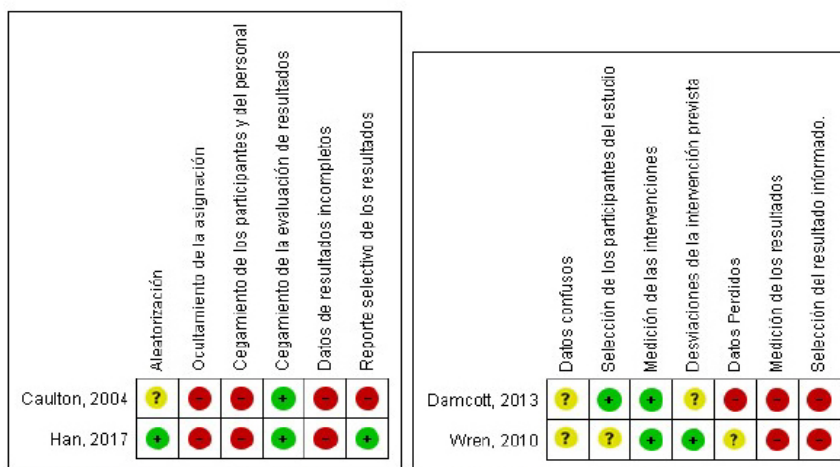 Aleatorización
Ocultamiento de la asignación
Cegamiento de los participantes y del personal
Cegamiento de la evaluación de resultados
Datos de resultados incompletos
Reporte selectivo de los resultados
Caulton, 2004 ? - - + - -
Han, 2017 + - - + - +
Datos confusos
Selección de los participantes del estudio
Medición de las intervenciones
Desviaciones de la intervención prevista
Datos Perdidos
Medición de los resultados
Selección del resultado informado.
Damcott, 2013 ? + + ? - - -
Wren, 2010 ? ? + + ? - -